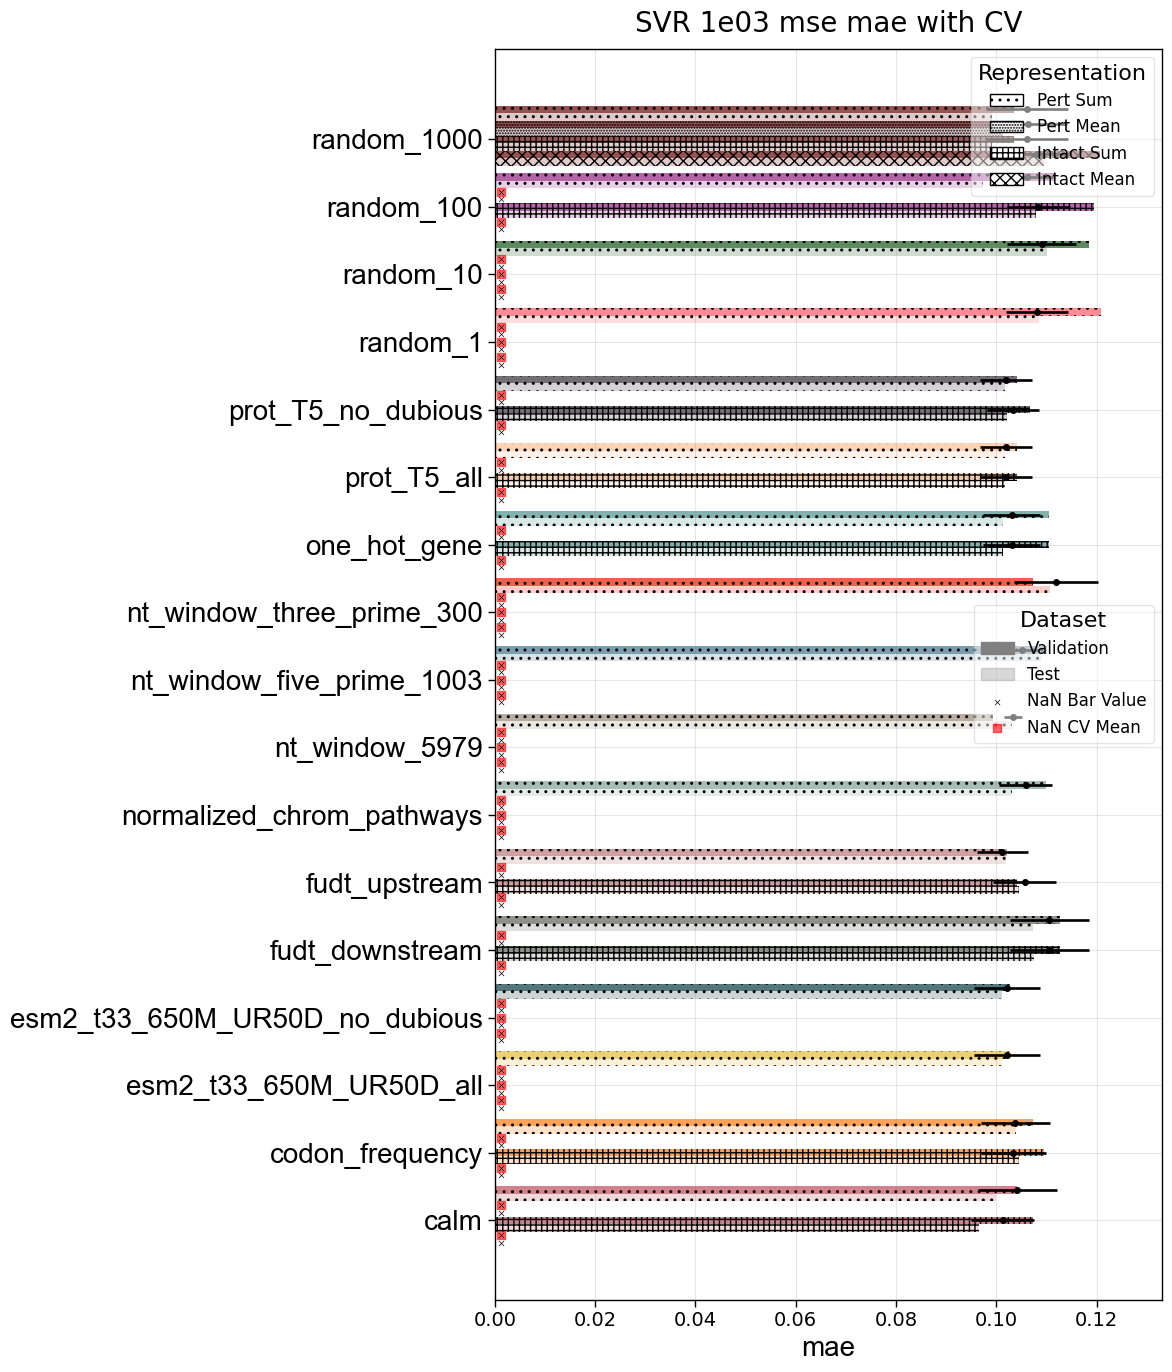 SVR 1e03 mse mae with CV
Representation
Pert Sum
Pert Mean
Intact Sum
Intact Mean
random_1000
random_100
random_10
random_1
prot_T5_no_dubious
prot_T5_all
one_hot_gene
nt_window_three_prime_300
Dataset
Validation
Test
NaN Bar Value
NaN CV Mean
nt_window_five_prime_1003
nt_window_5979
normalized_chrom_pathways
fudt_upstream
fudt_downstream
esm2_t33_650M_UR50D_no_dubious
esm2_t33_650M_UR50D_all
codon_frequency
calm
0.00 0.02 0.04 0.06 0.08 0.10 0.12
mae